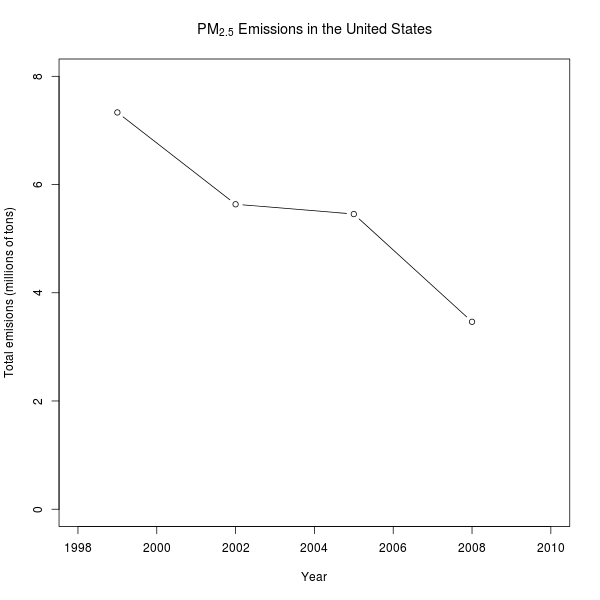 PM2.5 Emissions in the United States
Total emisions (millions of tons)
8
6
4
2
0
1998 2000 2002 2004 2006 2008 2010
Year